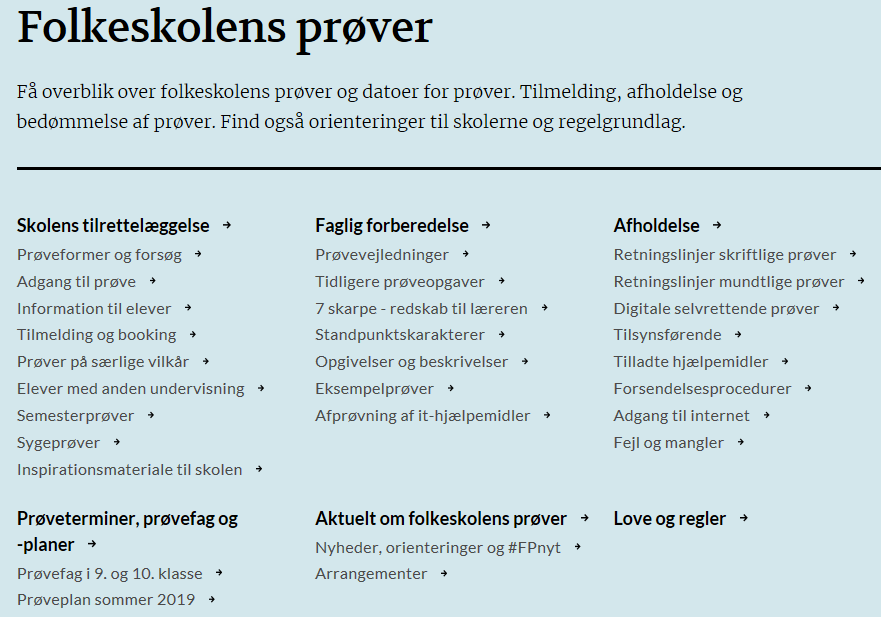 Folkeskolens prøver
Få overblik over folkeskolens prøver og datoer for prøver. Tilmelding, afholdelse og
bedømmelse af prøver. Find også orienteringer til skolerne og regelgrundlag.
Skolens tilrettelæggelse →
Prøveformer og forsøg →
Adgang til prøve →
Information til elever →
Tilmelding og booking →
Prøver på særlige vilkår →
Elever med anden undervisning →
Semesterprøver →
Sygeprøver →
Inspirationsmateriale til skolen →
Faglig forberedelse →
Prøvevejledninger →
Tidligere prøveopgaver →
7 skarpe - redskab til læreren →
Standpunktskarakterer →
Opgivelser og beskrivelser →
Eksempelprøver →
Afprøvning af it-hjælpemidler →
Afholdelse →
Retningslinjer skriftlige prøver →
Retningslinjer mundtlige prøver →
Digitale selvrettende prøver →
Tilsynsførende →
Tilladte hjælpemidler →
Forsendelsesprocedurer →
Adgang til internet →
Fejl og mangler →
Prøveterminer, prøvefag og
-planer →
Prøvefag i 9. og 10. klasse →
Prøveplan sommer 2019 →
Aktuelt om folkeskolens prøver →
Nyheder, orienteringer og #FPnyt →
Arrangementer →
Love og regler →